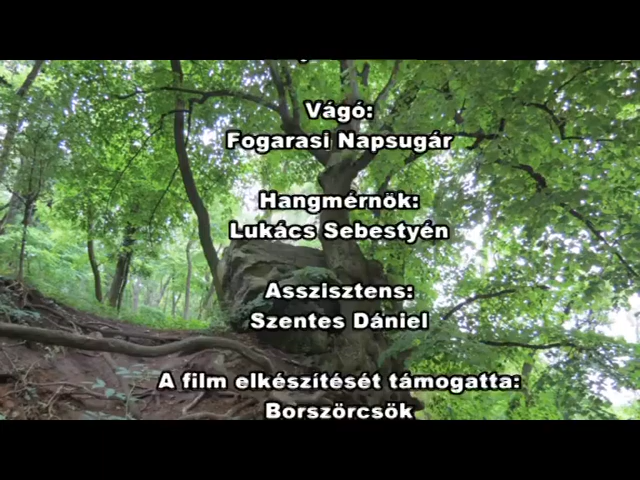 Vágó:
Fogarasi Napsugár
Hangmérnök:
Lukács Sebestyén
Asszisztens:
Szentes Dániel
A film elkészítését támogatta:
Borszörcsök